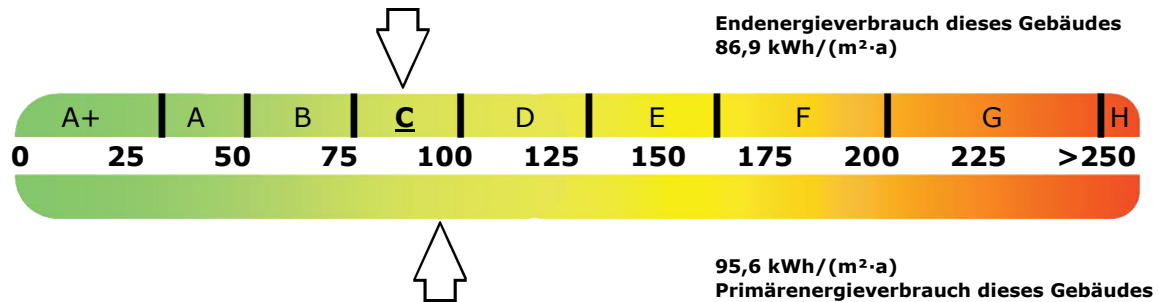 Endenergieverbrauch dieses Gebäudes
86,9 kWh/(m²·a)
A+ A B C D E F G H
0 25 50 75 100 125 150 175 200 225 >250
95,6 kWh/(m²·a)
Primärenergieverbrauch dieses Gebäudes